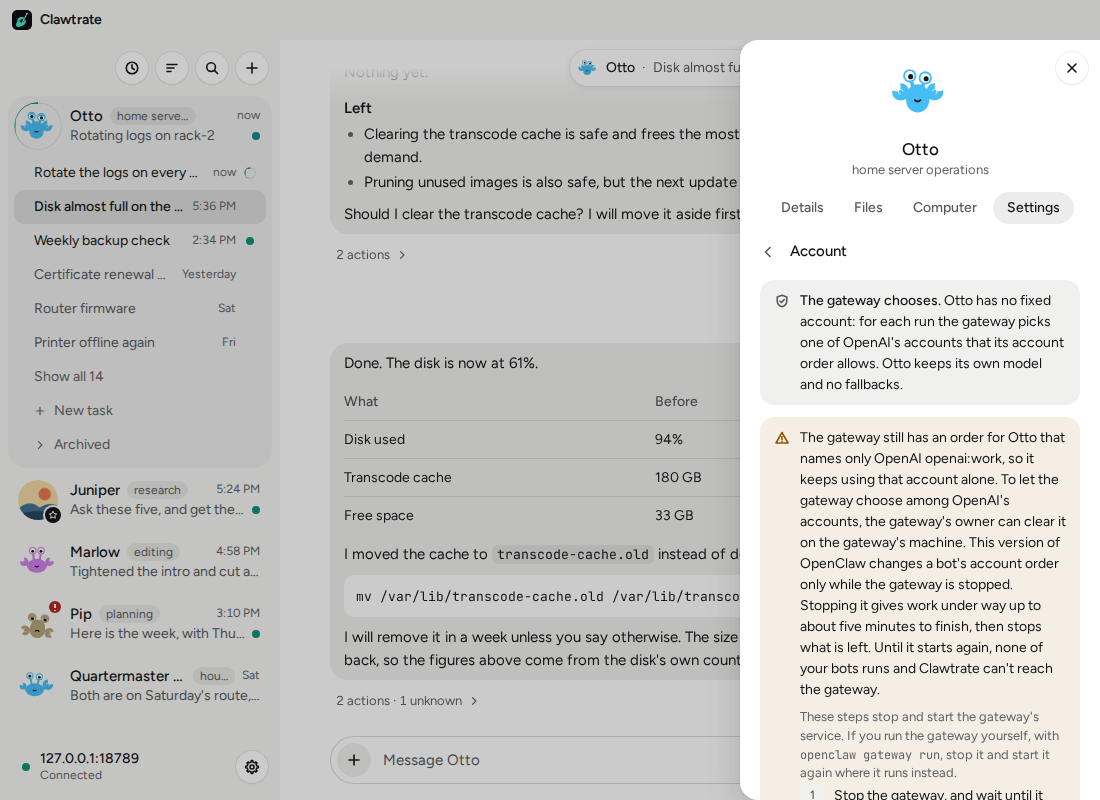 Clawtrate
Otto
home serve...
now
Rotating logs on rack-2
Rotate the logs on every ...
now
Disk almost full on the ...
5:36 PM
Weekly backup check
2:34 PM
Certificate renewal ...
Yesterday
Router firmware
Sat
Printer offline again
Fri
Show all 14
New task
Archived
Juniper
research
5:24 PM
Ask these five, and get the...
Marlow
editing
4:58 PM
Tightened the intro and cut a...
Pip
planning
3:10 PM
Here is the week, with Thu...
Quartermaster ...
hou...
Sat
Both are on Saturday's route,...
127.0.0.1:18789
Connected
Otto · Disk almost fu
Nothing yet.
Left
Clearing the transcode cache is safe and frees the most
demand.
Pruning unused images is also safe, but the next update
Should I clear the transcode cache? I will move it aside first
2 actions
Done. The disk is now at 61%.
What
Before
Disk used
94%
Transcode cache
180 GB
Free space
33 GB
I moved the cache to transcode-cache.old instead of d
mv /var/lib/transcode-cache.old /var/lib/transco
I will remove it in a week unless you say otherwise. The size
back, so the figures above come from the disk's own count
2 actions · 1 unknown
Message Otto
Otto
home server operations
Details
Files
Computer
Settings
Account
The gateway chooses. Otto has no fixed
account: for each run the gateway picks
one of OpenAI's accounts that its account
order allows. Otto keeps its own model
and no fallbacks.
The gateway still has an order for Otto that
names only OpenAI openai:work, so it
keeps using that account alone. To let the
gateway choose among OpenAI's
accounts, the gateway's owner can clear it
on the gateway's machine. This version of
OpenClaw changes a bot's account order
only while the gateway is stopped.
Stopping it gives work under way up to
about five minutes to finish, then stops
what is left. Until it starts again, none of
your bots runs and Clawtrate can't reach
the gateway.
These steps stop and start the gateway's
service. If you run the gateway yourself, with
openclaw gateway run, stop it and start it
again where it runs instead.
1 Stop the gateway, and wait until it